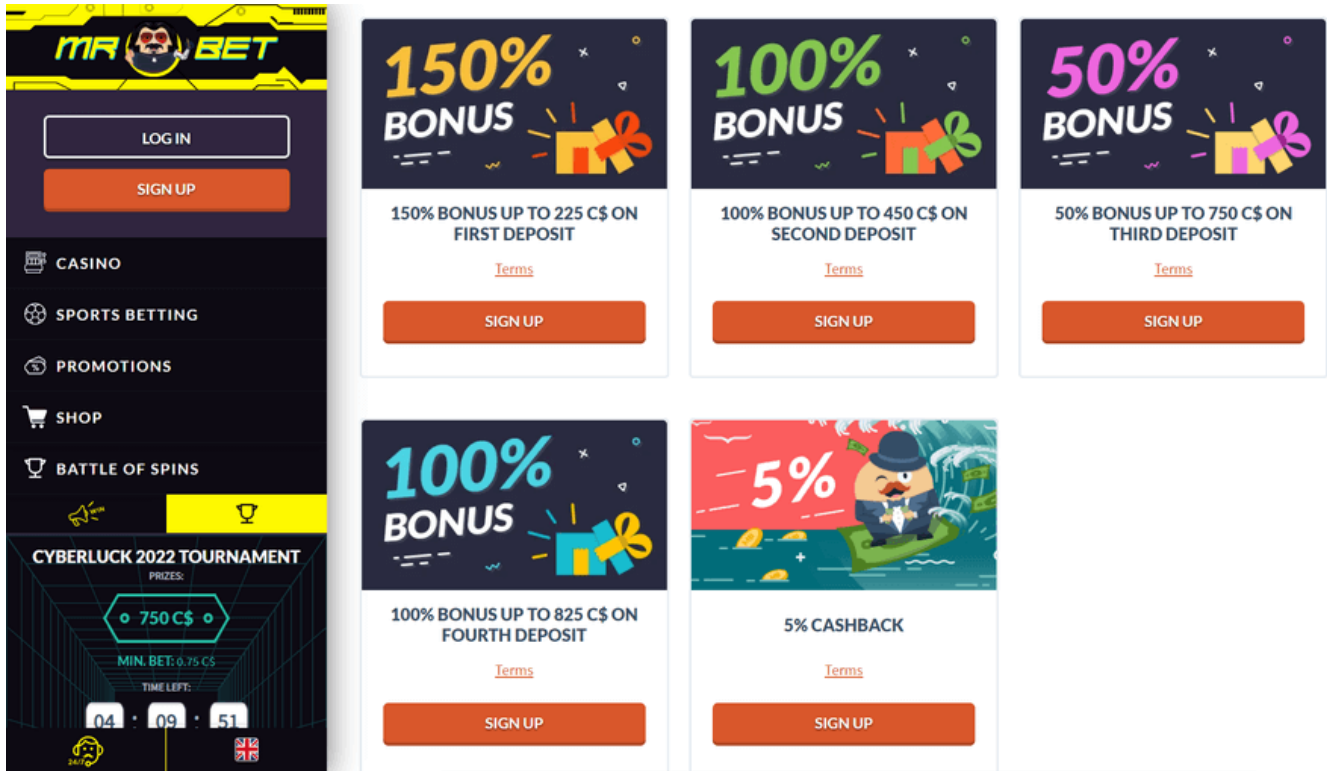 MR BET
LOG IN
SIGN UP
CASINO
SPORTS BETTING
PROMOTIONS
SHOP
BATTLE OF SPINS
CYBERLUCK 2022 TOURNAMENT
PRIZES:
750 C$
MIN. BET: 0.75 C$
TIME LEFT:
04 : 09 : 51
24/7
150%
BONUS
150% BONUS UP TO 225 C$ ON
FIRST DEPOSIT
Terms
SIGN UP
100%
BONUS
100% BONUS UP TO 450 C$ ON
SECOND DEPOSIT
Terms
SIGN UP
50%
BONUS
50% BONUS UP TO 750 C$ ON
THIRD DEPOSIT
Terms
SIGN UP
100%
BONUS
100% BONUS UP TO 825 C$ ON
FOURTH DEPOSIT
Terms
SIGN UP
5%
5% CASHBACK
Terms
SIGN UP